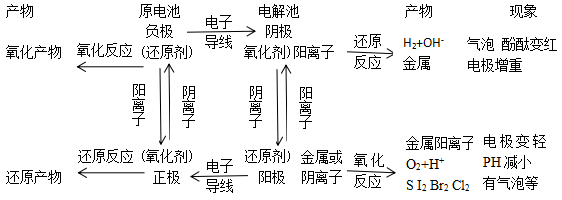 产物 原电池 电解池 产物 现象
负极 电子 阴极
氧化产物 氧化反应 (还原剂) 导线 氧化剂) 阳离子 还原 反应 H₂+OH⁻ 气泡 酚酞变红
金属 电极增重
阳离子 阴离子 阴离子 阳离子
还原产物 还原反应 (氧化剂) 电子 还原剂) 金属或 氧化 金属阳离子 电极变轻
正极 导线 阳极 阴离子 反应 O₂+H⁺ PH 减小
S I₂ Br₂ Cl₂ 有气泡等